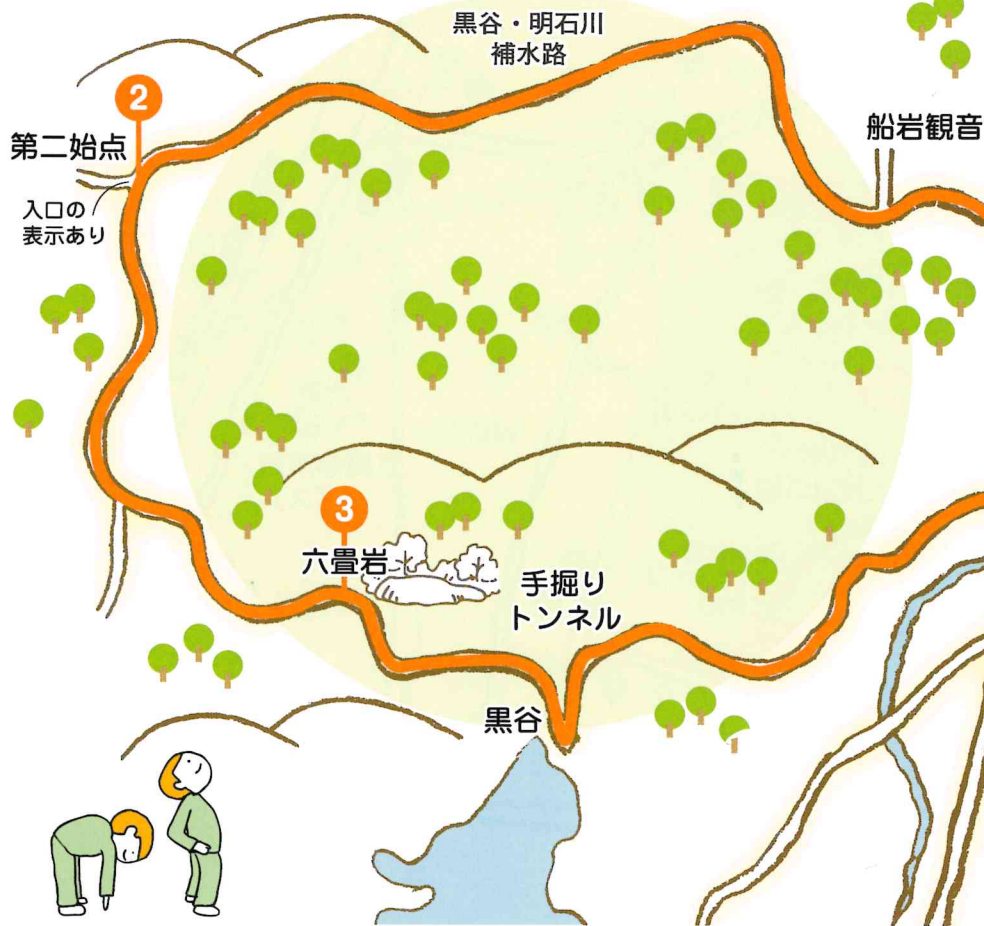 黒谷・明石川
補水路
2
第二始点
船岩観音
入口の
表示あり
3
六畳岩
手掘り
トンネル
黒谷